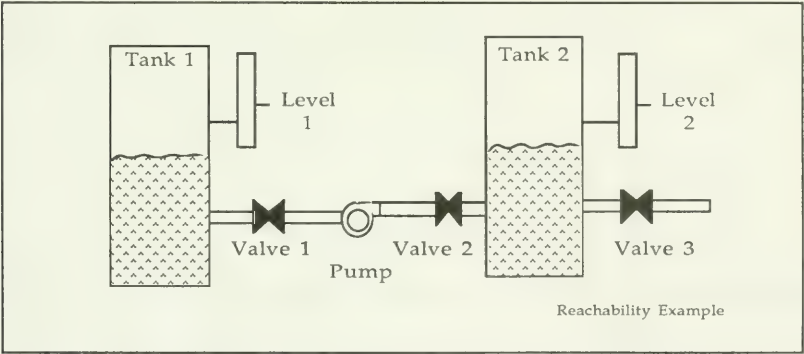 Tank 1
Level
1
Tank 2
Level
2
Valve 1
Pump
Valve 2
Valve 3
Reachability Example